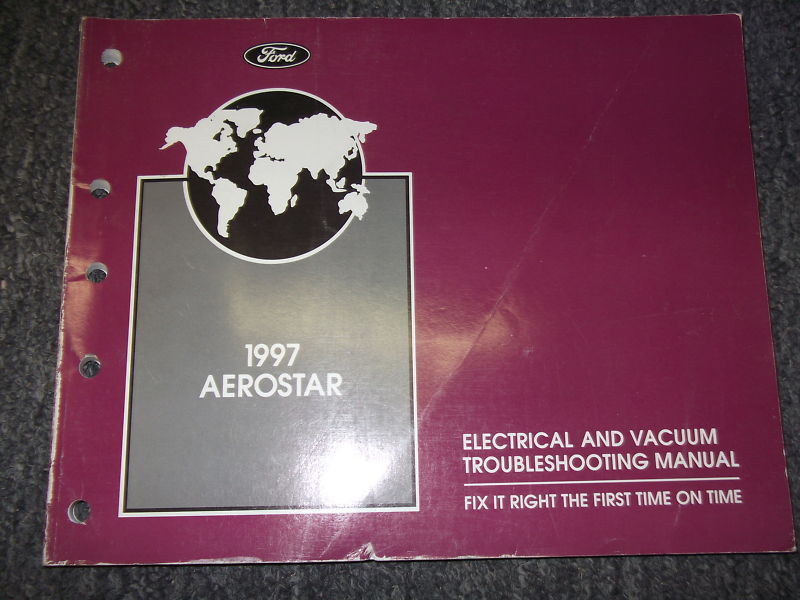 Ford
1997
AEROSTAR
ELECTRICAL AND VACUUM
TROUBLESHOOTING MANUAL
FIX IT RIGHT THE FIRST TIME ON TIME